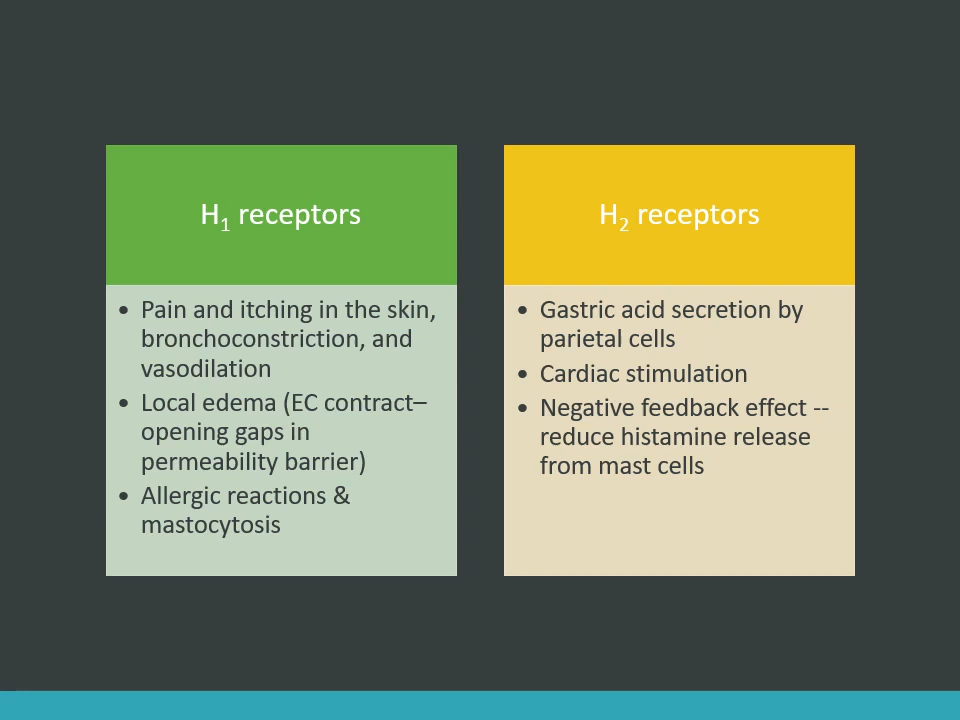 H₁ receptors
• Pain and itching in the skin,
bronchoconstriction, and
vasodilation
• Local edema (EC contract–
opening gaps in
permeability barrier)
• Allergic reactions &
mastocytosis
H₂ receptors
• Gastric acid secretion by
parietal cells
• Cardiac stimulation
• Negative feedback effect --
reduce histamine release
from mast cells